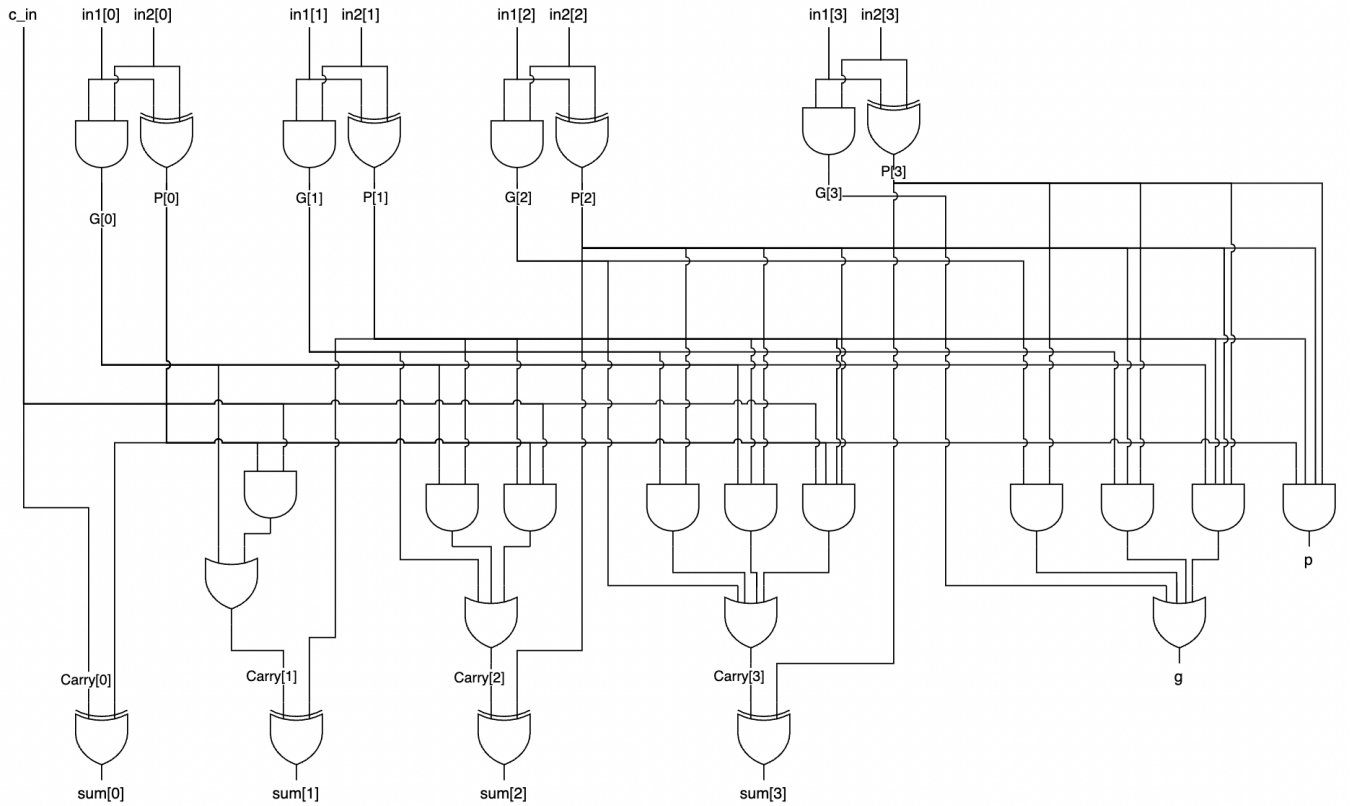 c_in in1[0] in2[0] in1[1] in2[1] in1[2] in2[2] in1[3] in2[3]
P[3]
G[3]
P[0] G[1] P[1] G[2] P[2]
G[0]
p
Carry[0] Carry[1] Carry[2] Carry[3] g
sum[0] sum[1] sum[2] sum[3]